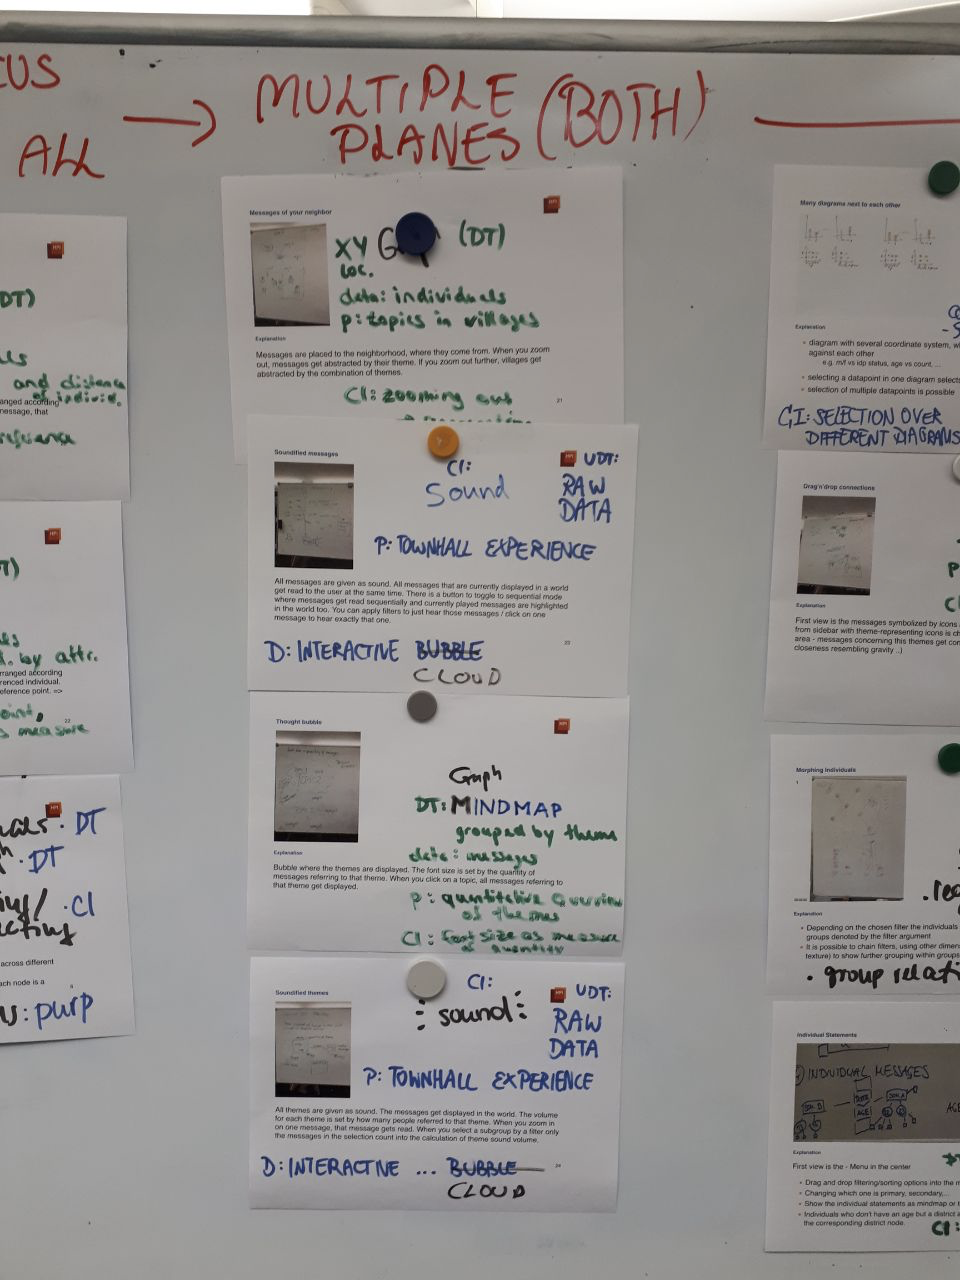 CUS
ALL
MULTIPLE
PLANES (BOTH)
DT)
and distance
of individ.
anged according
message, that
T)
. by attr.
rranged according
renced individual.
eference point. =>
22
measure
DT
DT
CI
across different
ach node is a
purp
Messages of your neighbor
HPI
XY (DT)
Loc.
data: individuals
p: topics in villages
Explanation
Messages are placed to the neighborhood, where they come from. When you zoom
out, messages get abstracted by their theme. If you zoom out further, villages get
abstracted by the combination of themes.
CI: zooming out
21
Soundified messages
HPI
CI:
Sound
UDT:
RAW
DATA
P: TOWNHALL EXPERIENCE
All messages are given as sound. All messages that are currently displayed in a world
get read to the user at the same time. There is a button to toggle to sequential mode
where messages get read sequentially and currently played messages are highlighted
in the world too. You can apply filters to just hear those messages / click on one
message to hear exactly that one.
23
D: INTERACTIVE BUBBLE
CLOUD
Thought bubble
HPI
Graph
DT: MINDMAP
grouped by theme
data: messages
Explanation
Bubble where the themes are displayed. The font size is set by the quantity of
messages referring to that theme. When you click on a topic, all messages referring to
that theme get displayed.
p: quantitative overview
of themes
CI: font size as measure
of quantity
Soundified themes
HPI
CI:
sound
UDT:
RAW
DATA
P: TOWNHALL EXPERIENCE
All themes are given as sound. The messages get displayed in the world. The volume
for each theme is set by how many people referred to that theme. When you zoom in
on one message, that message gets read. When you select a subgroup by a filter only
the messages in the selection count into the calculation of theme sound volume.
24
D: INTERACTIVE ... BUBBLE
CLOUD
Many diagrams next to each other
Explanation
diagram with several coordinate system, w
against each other
e.g. m/f vs idp status, age vs count, ...
selecting a datapoint in one diagram selects
selection of multiple datapoints is possible
CI: SELECTION OVER
DIFFERENT DIAGRAMS
Drag'n'drop connections
Explanation
First view is the messages symbolized by icons
from sidebar with theme-representing icons is ch
area - messages concerning this themes get con
closeness resembling gravity ..)
Morphing Individuals
Explanation
Depending on the chosen filter the individuals
groups denoted by the filter argument
It is possible to chain filters, using other dimen
texture) to show further grouping within groups
group relati
Individual Statements
INDIVIDUAL MESSAGES
AGE
Explanation
First view is the - Menu in the center
Drag and drop filtering/sorting options into the m
Changing which one is primary, secondary,...
Show the individual statements as mindmap or
Individuals who don't have an age but a district a
the corresponding district node.
CI: